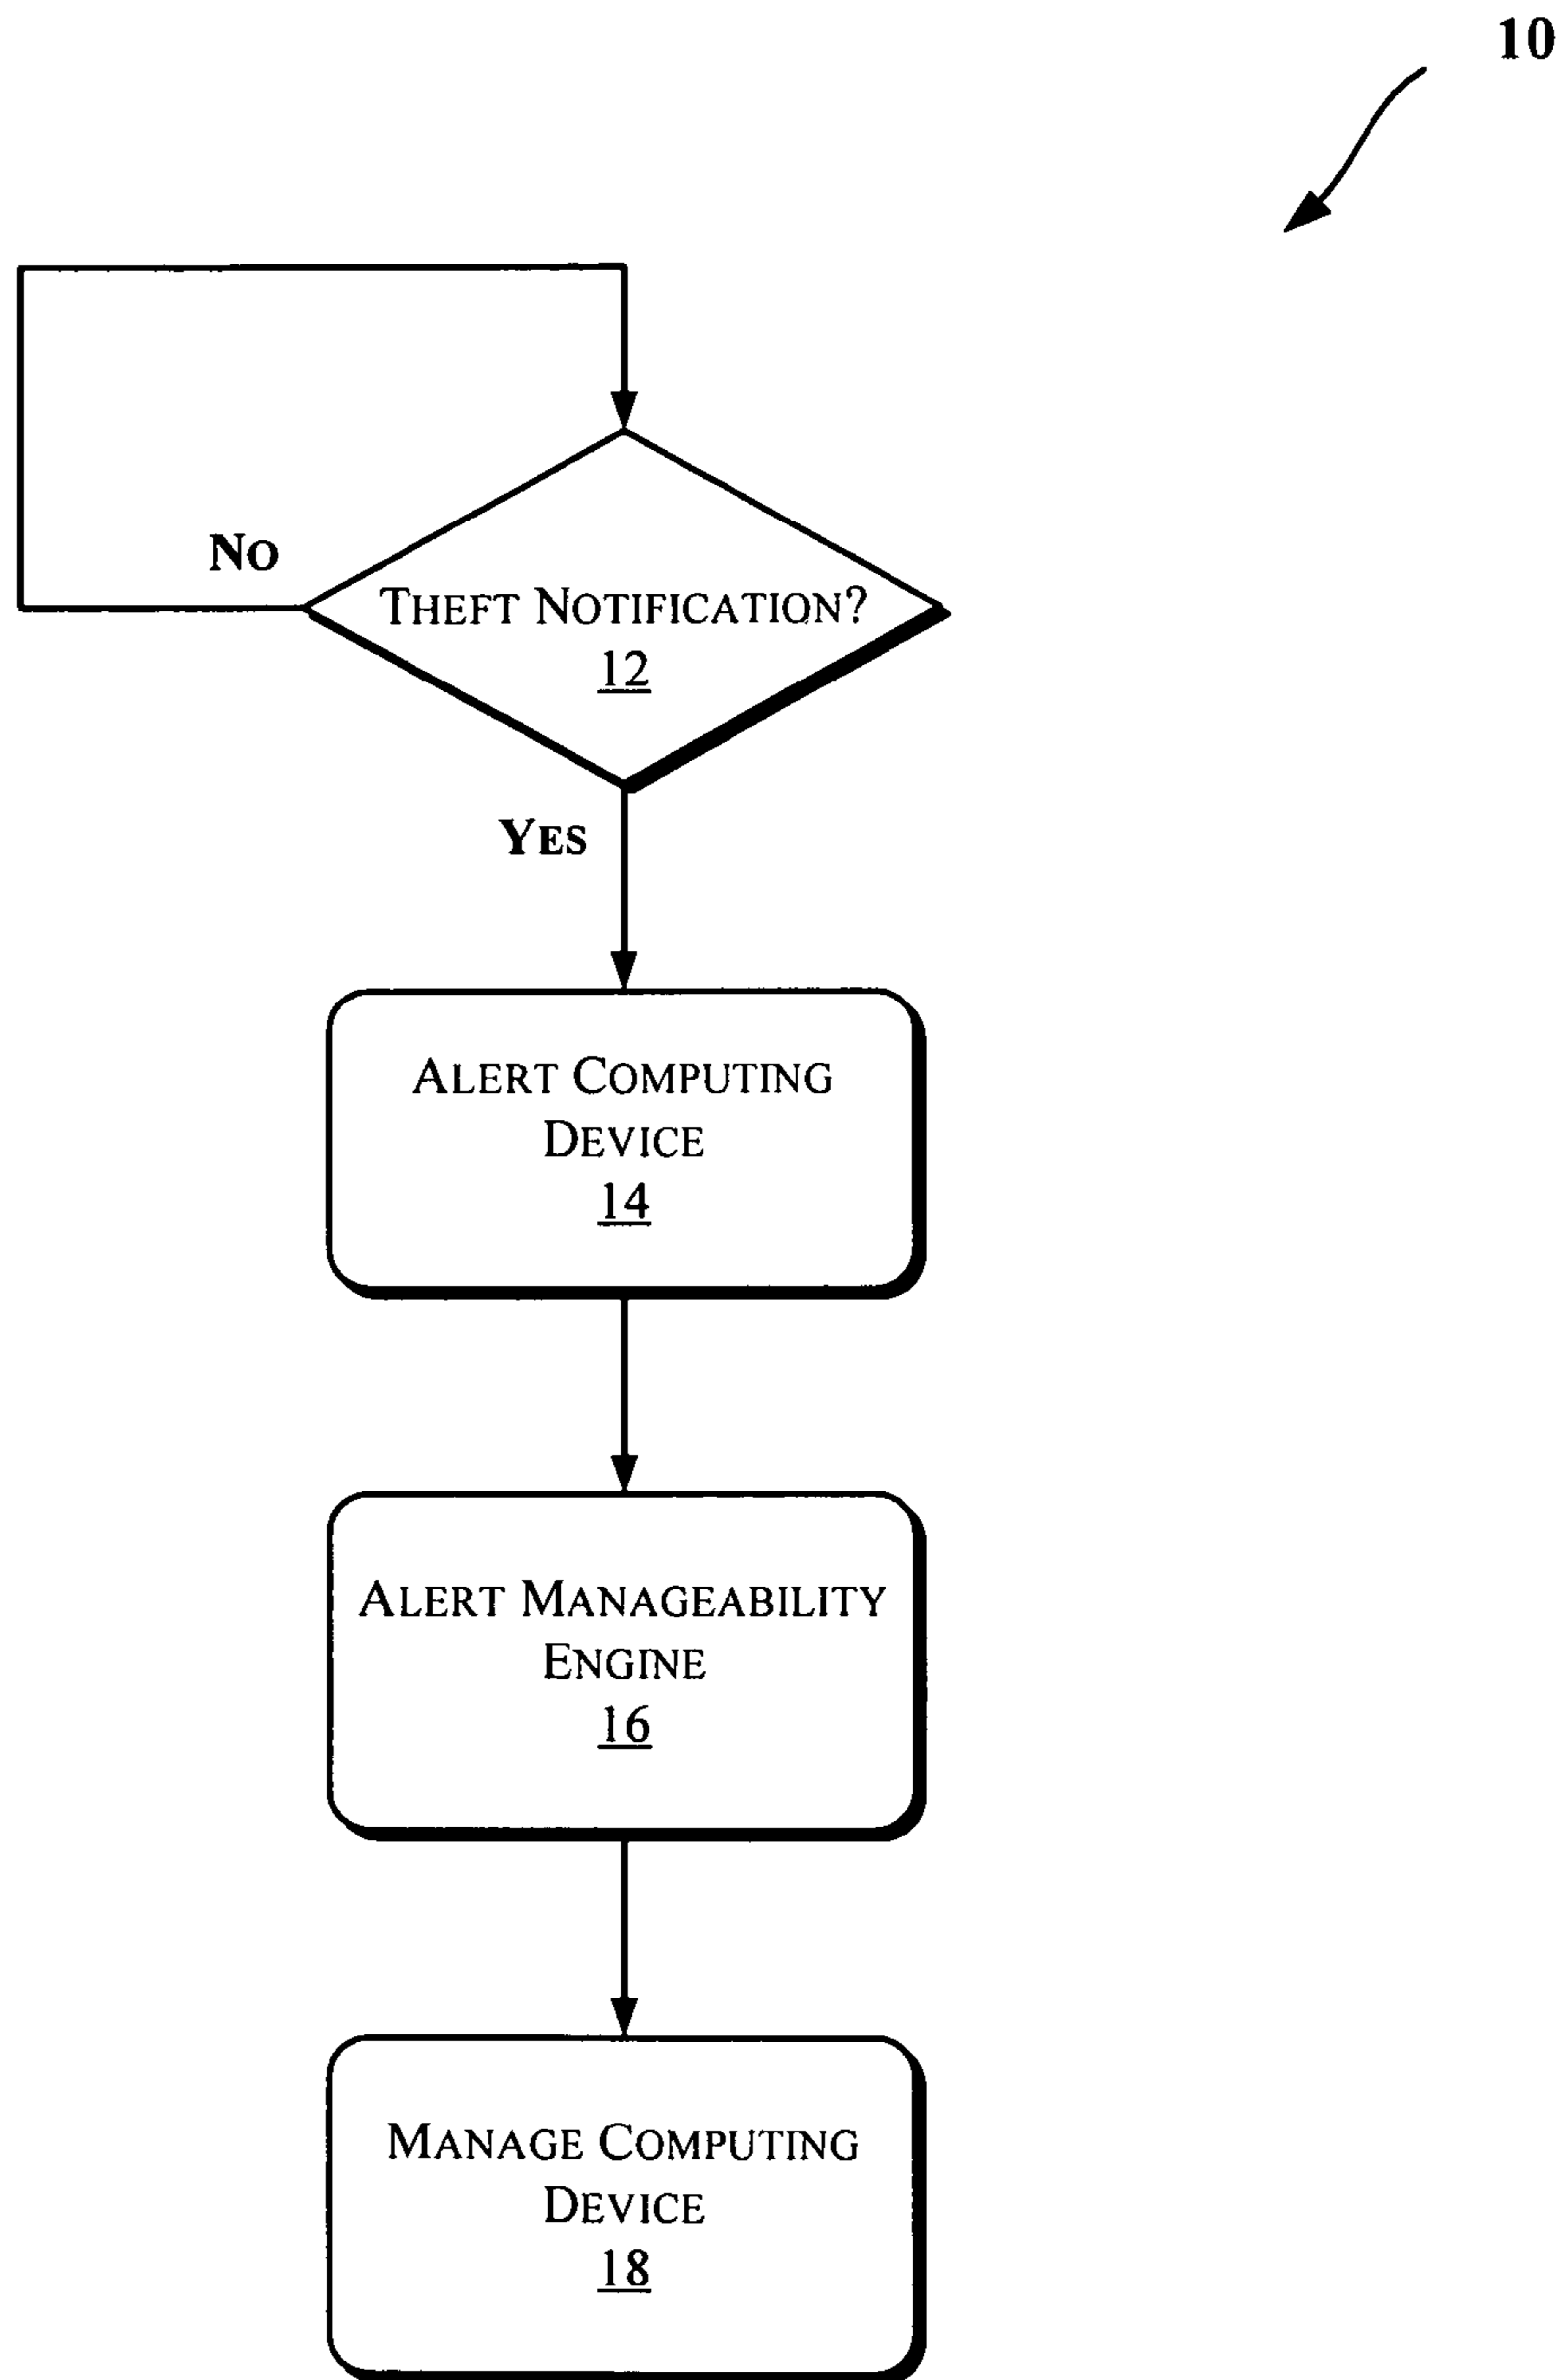 10
NO
THEFT NOTIFICATION?
12
YES
ALERT COMPUTING
DEVICE
14
ALERT MANAGEABILITY
ENGINE
16
MANAGE COMPUTING
DEVICE
18